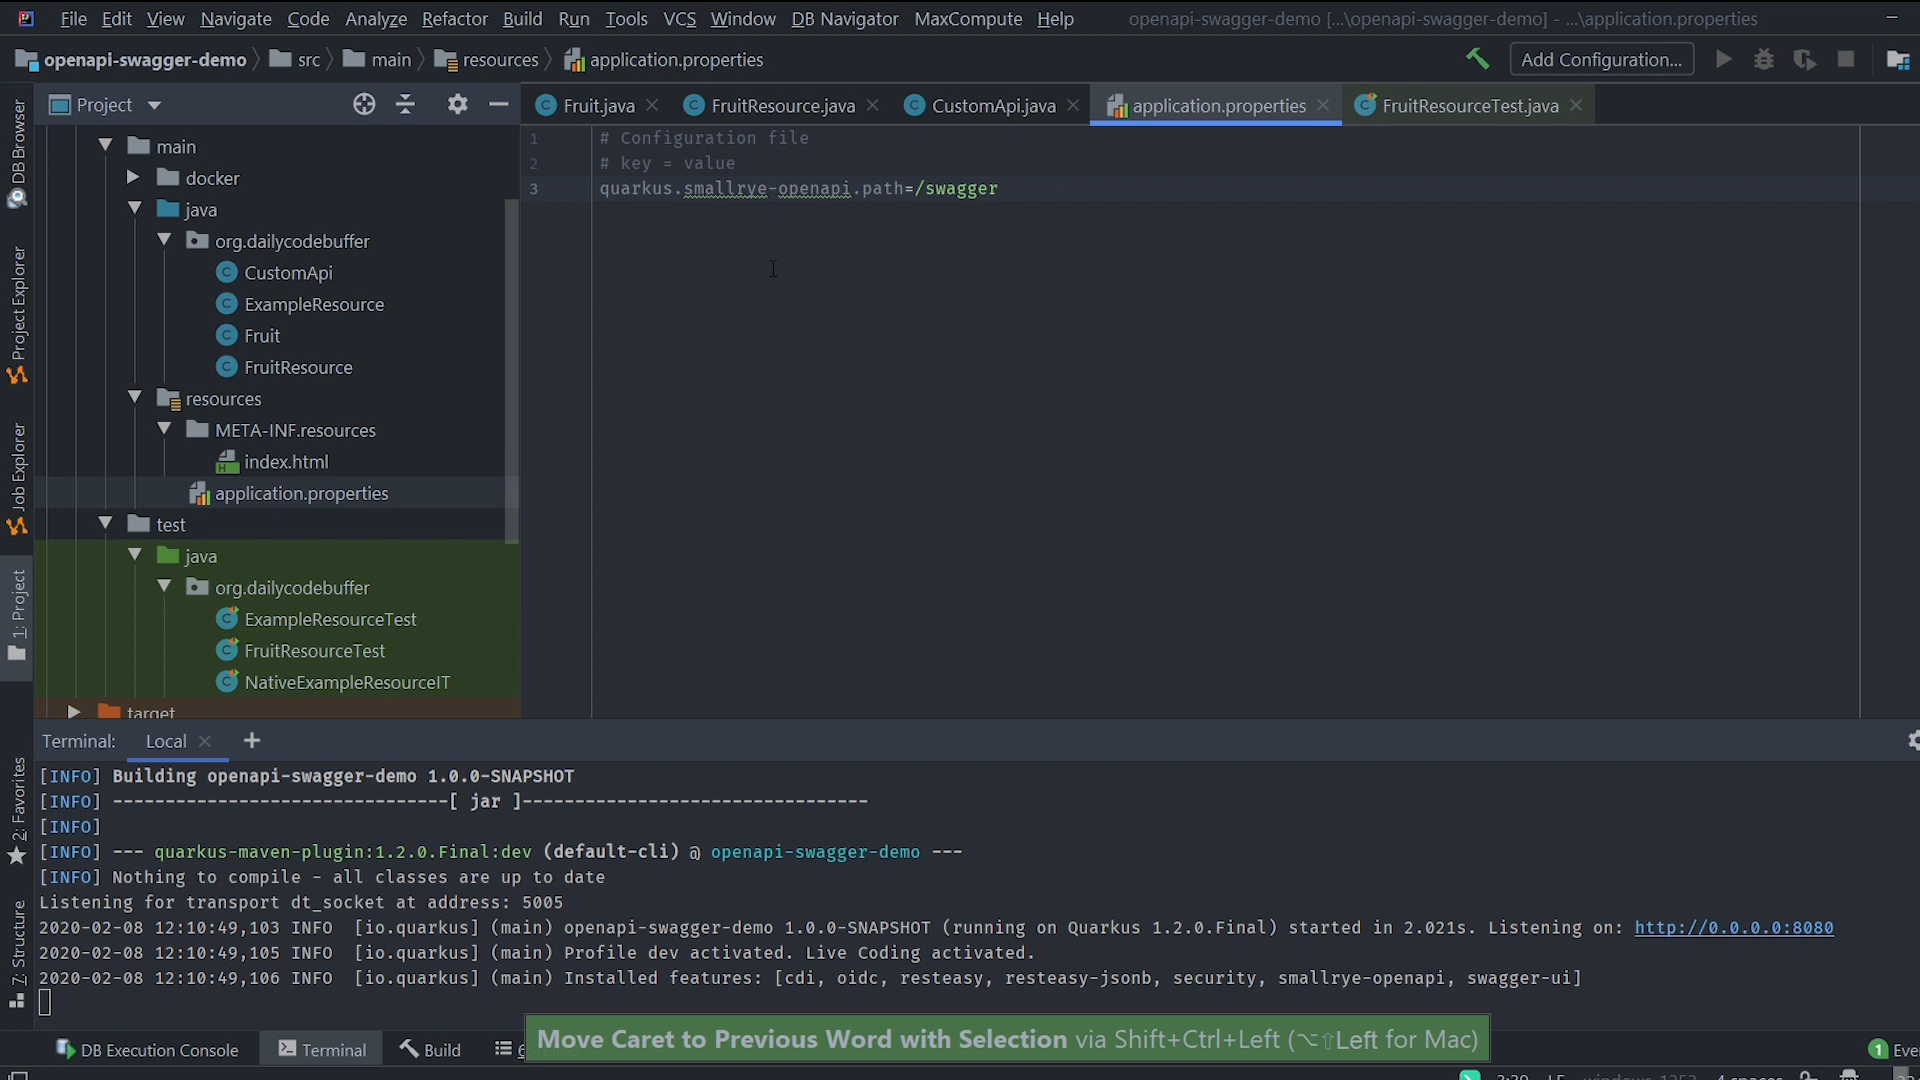 File Edit View Navigate Code Analyze Refactor Build Run Tools VCS Window DB Navigator MaxCompute Help openapi-swagger-demo [...\openapi-swagger-demo] - ...\application.properties
openapi-swagger-demo src main resources application.properties Add Configuration...
Project
Fruit.java FruitResource.java CustomApi.java application.properties FruitResourceTest.java
DB Browser
Project Explorer
Job Explorer
1: Project
2: Favorites
7: Structure
main
docker
java
org.dailycodebuffer
CustomApi
ExampleResource
Fruit
FruitResource
resources
META-INF.resources
index.html
application.properties
test
java
org.dailycodebuffer
ExampleResourceTest
FruitResourceTest
NativeExampleResourceIT
target
1 # Configuration file
2 # key = value
3 quarkus.smallrye-openapi.path=/swagger
Terminal: Local
[INFO] Building openapi-swagger-demo 1.0.0-SNAPSHOT
[INFO] --------------------------------[ jar ]---------------------------------
[INFO]
[INFO] --- quarkus-maven-plugin:1.2.0.Final:dev (default-cli) @ openapi-swagger-demo ---
[INFO] Nothing to compile - all classes are up to date
Listening for transport dt_socket at address: 5005
2020-02-08 12:10:49,103 INFO [io.quarkus] (main) openapi-swagger-demo 1.0.0-SNAPSHOT (running on Quarkus 1.2.0.Final) started in 2.021s. Listening on: http://0.0.0.0:8080
2020-02-08 12:10:49,105 INFO [io.quarkus] (main) Profile dev activated. Live Coding activated.
2020-02-08 12:10:49,106 INFO [io.quarkus] (main) Installed features: [cdi, oidc, resteasy, resteasy-jsonb, security, smallrye-openapi, swagger-ui]
Move Caret to Previous Word with Selection via Shift+Ctrl+Left (⌥⇧Left for Mac)
DB Execution Console Terminal Build 6 1 Eve